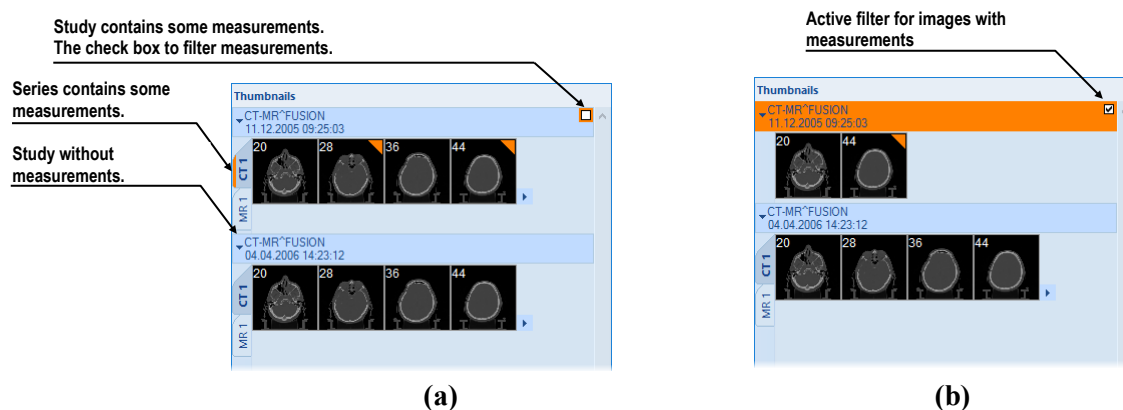 Study contains some measurements.
The check box to filter measurements.
Series contains some
measurements.
Study without
measurements.
Thumbnails
CT-MR^FUSION
11.12.2005 09:25:03
20 28 36 44
CT 1
MR 1
CT-MR^FUSION
04.04.2006 14:23:12
20 28 36 44
CT 1
MR 1
(a)
Active filter for images with
measurements
Thumbnails
CT-MR^FUSION
11.12.2005 09:25:03
20 44
CT-MR^FUSION
04.04.2006 14:23:12
20 28 36 44
CT 1
MR 1
(b)